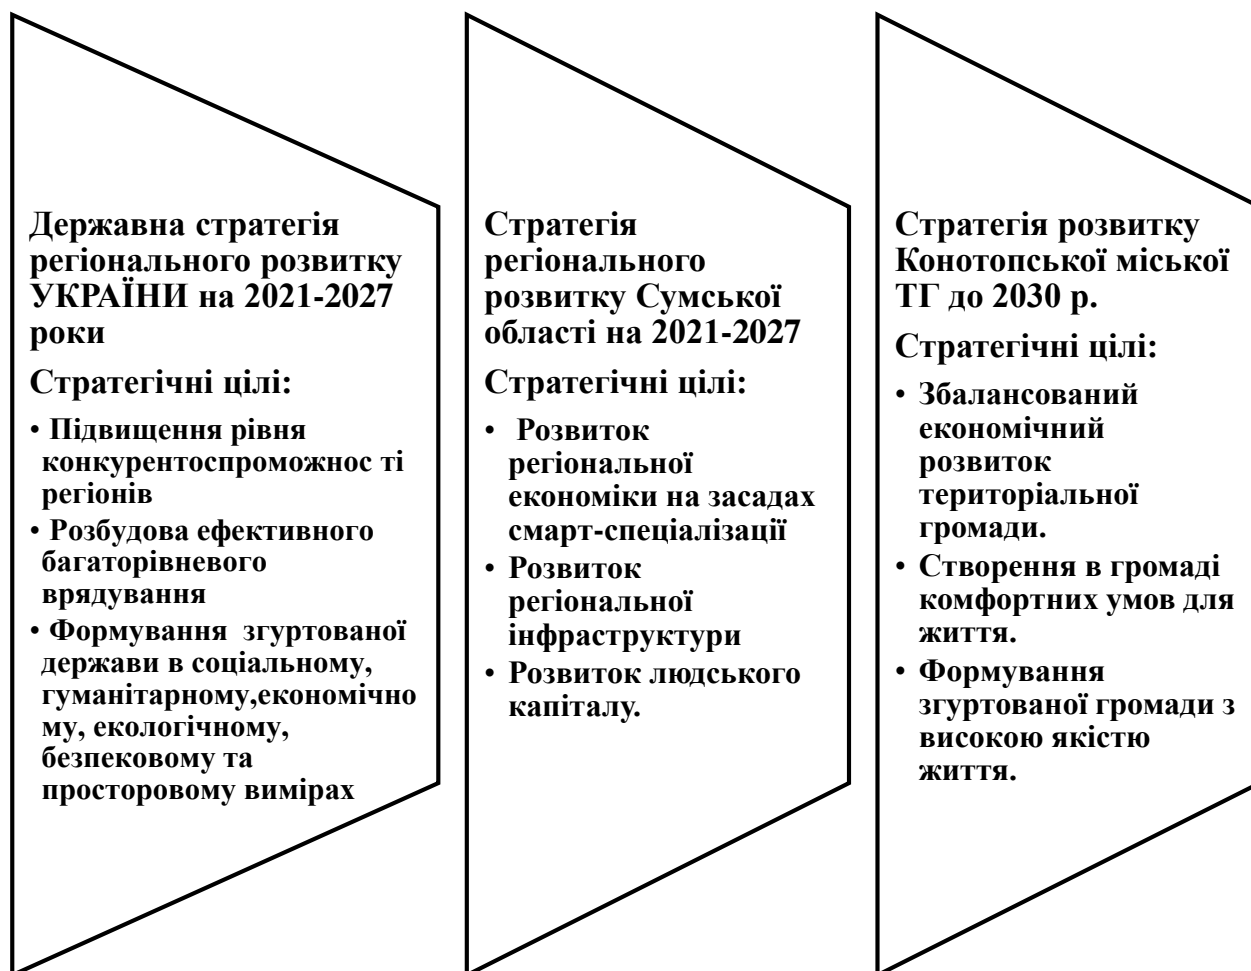 Державна стратегія
регіонального розвитку
УКРАЇНИ на 2021-2027
роки
Стратегічні цілі:
• Підвищення рівня
конкурентоспроможнос ті
регіонів
• Розбудова ефективного
багаторівневого
врядування
• Формування згуртованої
держави в соціальному,
гуманітарному,економічно
му, екологічному,
безпековому та
просторовому вимірах
Стратегія
регіонального
розвитку Сумської
області на 2021-2027
Стратегічні цілі:
• Розвиток
регіональної
економіки на засадах
смарт-спеціалізації
• Розвиток
регіональної
інфраструктури
• Розвиток людського
капіталу.
Стратегія розвитку
Конотопської міської
ТГ до 2030 р.
Стратегічні цілі:
• Збалансований
економічний
розвиток
територіальної
громади.
• Створення в громаді
комфортних умов для
життя.
• Формування
згуртованої громади з
високою якістю
життя.